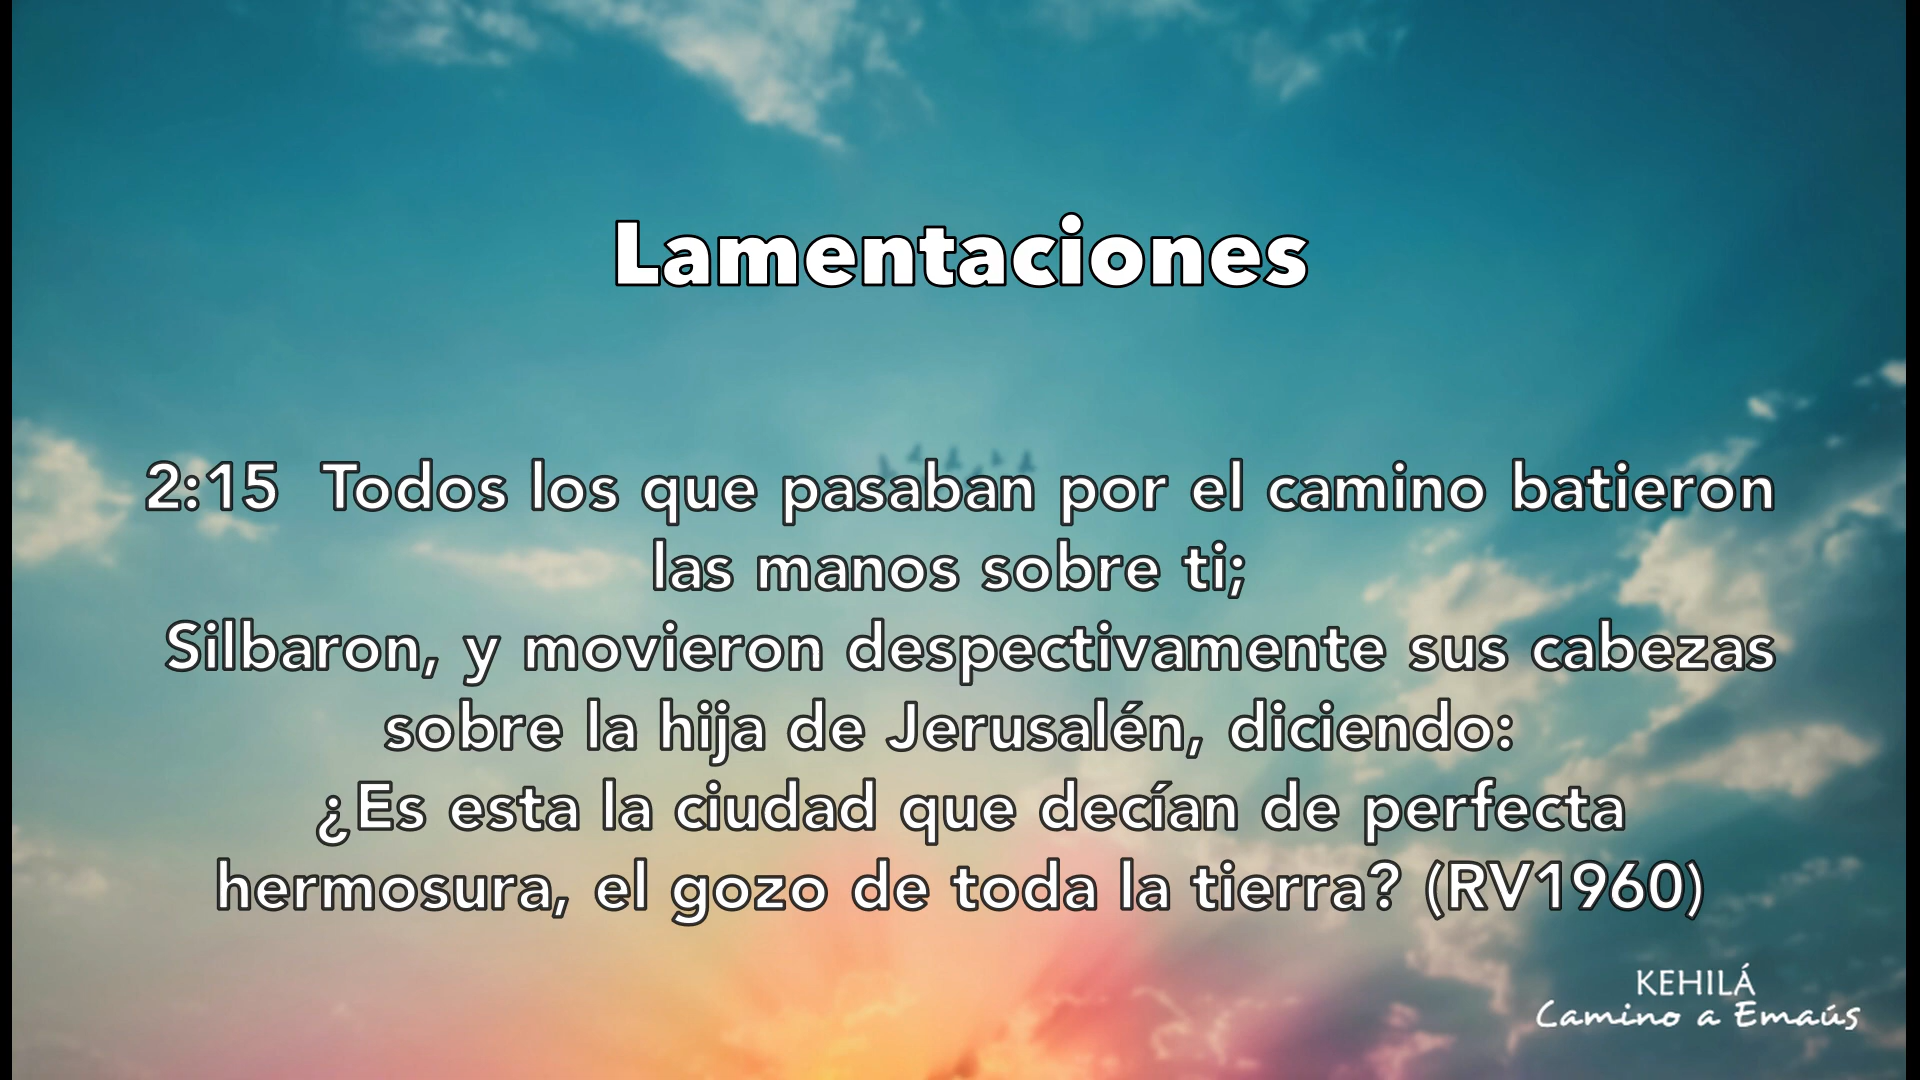 Lamentaciones
2:15 Todos los que pasaban por el camino batieron
las manos sobre ti;
Silbaron, y movieron despectivamente sus cabezas
sobre la hija de Jerusalén, diciendo:
¿Es esta la ciudad que decían de perfecta
hermosura, el gozo de toda la tierra? (RV1960)
KEHILÁ
Camino a Emaús